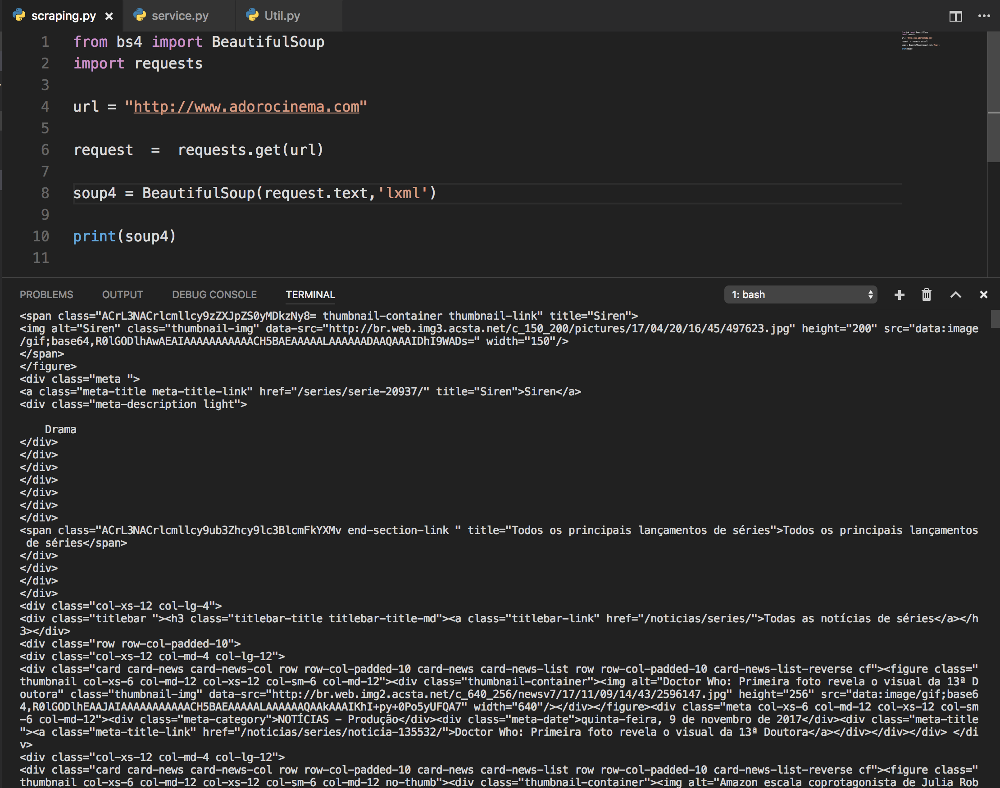 scraping.py
service.py
Util.py
1 from bs4 import BeautifulSoup
2 import requests
3
4 url = "http://www.adorocinema.com"
5
6 request  =  requests.get(url)
7
8 soup4 = BeautifulSoup(request.text,'lxml')
9
10 print(soup4)
11
PROBLEMS OUTPUT DEBUG CONSOLE TERMINAL 1: bash
<span class="ACrL3NACrlcmllcy9zZXJpZS0yMDkzNy8= thumbnail-container thumbnail-link" title="Siren">
<img alt="Siren" class="thumbnail-img" data-src="http://br.web.img3.acsta.net/c_150_200/pictures/17/04/20/16/45/497623.jpg" height="200" src="data:image
/gif;base64,R0lGODlhAwAEAIAAAAAAAAAAACH5BAEAAAAALAAAAAADAAQAAAIDhI9WADs=" width="150"/>
</span>
</figure>
<div class="meta ">
<a class="meta-title meta-title-link" href="/series/serie-20937/" title="Siren">Siren</a>
<div class="meta-description light">
    Drama
</div>
</div>
</div>
</div>
</div>
</div>
</div>
<span class="ACrL3NACrlcmllcy9ub3Zhcy9lc3BlcmFkYXMv end-section-link " title="Todos os principais lançamentos de séries">Todos os principais lançamentos
 de séries</span>
</div>
</div>
</div>
</div>
<div class="col-xs-12 col-lg-4">
<div class="titlebar "><h3 class="titlebar-title titlebar-title-md"><a class="titlebar-link" href="/noticias/series/">Todas as notícias de séries</a></h
3></div>
<div class="row row-col-padded-10">
<div class="col-xs-12 col-md-4 col-lg-12">
<div class="card card-news card-news-col row row-col-padded-10 card-news card-news-list row row-col-padded-10 card-news-list-reverse cf"><figure class="
thumbnail col-xs-6 col-md-12 col-xs-12 col-sm-6 col-md-12"><div class="thumbnail-container"><img alt="Doctor Who: Primeira foto revela o visual da 13ª D
outora" class="thumbnail-img" data-src="http://br.web.img2.acsta.net/c_640_256/newsv7/17/11/09/14/43/2596147.jpg" height="256" src="data:image/gif;base6
4,R0lGODlhEAAJAIAAAAAAAAAAACH5BAEAAAAALAAAAAAQAAkAAAIKhI+py+0Po5yUFQA7" width="640"/></div></figure><div class="meta col-xs-6 col-md-12 col-xs-12 col-sm
-6 col-md-12"><div class="meta-category">NOTÍCIAS - Produção</div><div class="meta-date">quinta-feira, 9 de novembro de 2017</div><div class="meta-title
"><a class="meta-title-link" href="/noticias/series/noticia-135532/">Doctor Who: Primeira foto revela o visual da 13ª Doutora</a></div></div></div> </di
v>
<div class="col-xs-12 col-md-4 col-lg-12">
<div class="card card-news card-news-col row row-col-padded-10 card-news card-news-list row row-col-padded-10 card-news-list-reverse cf"><figure class="
thumbnail col-xs-6 col-md-12 col-xs-12 col-sm-6 col-md-12 no-thumb"><div class="thumbnail-container"><img alt="Amazon escala coprotagonista de Julia Rob